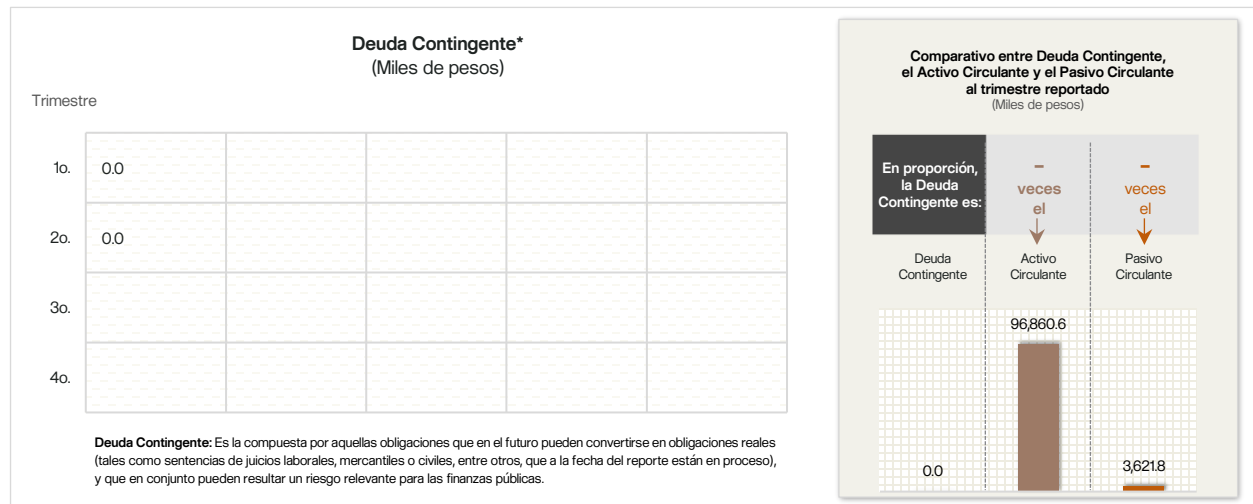 Deuda Contingente*
(Miles de pesos)
Trimestre
1o. 0.0
2o. 0.0
3o.
4o.
Deuda Contingente: Es la compuesta por aquellas obligaciones que en el futuro pueden convertirse en obligaciones reales
(tales como sentencias de juicios laborales, mercantiles o civiles, entre otros, que a la fecha del reporte están en proceso),
y que en conjunto pueden resultar un riesgo relevante para las finanzas públicas.
Comparativo entre Deuda Contingente,
el Activo Circulante y el Pasivo Circulante
al trimestre reportado
(Miles de pesos)
En proporción,
la Deuda
Contingente es:
–
veces
el
–
veces
el
Deuda
Contingente
Activo
Circulante
Pasivo
Circulante
0.0
96,860.6
3,621.8